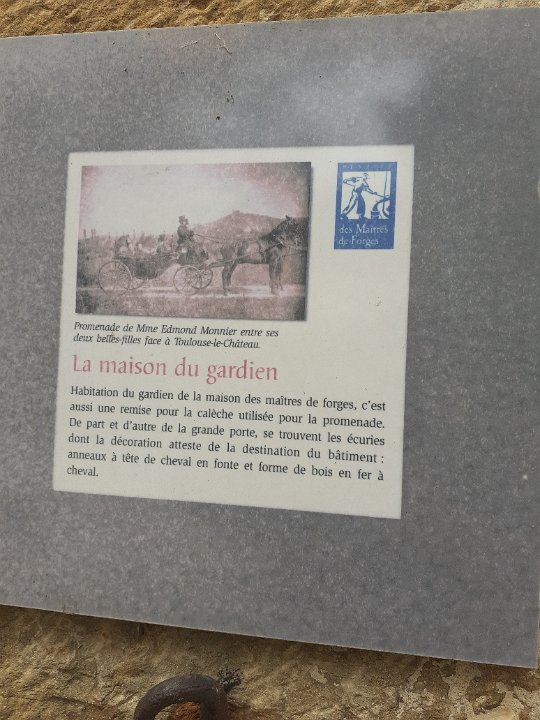 des Maîtres
de Forges
Promenade de Mme Edmond Monnier entre ses
deux belles-filles face à Toulouse-le-Château.
La maison du gardien
Habitation du gardien de la maison des maîtres de forges, c'est
aussi une remise pour la calèche utilisée pour la promenade.
De part et d'autre de la grande porte, se trouvent les écuries
dont la décoration atteste de la destination du bâtiment :
anneaux à tête de cheval en fonte et forme de bois en fer à
cheval.